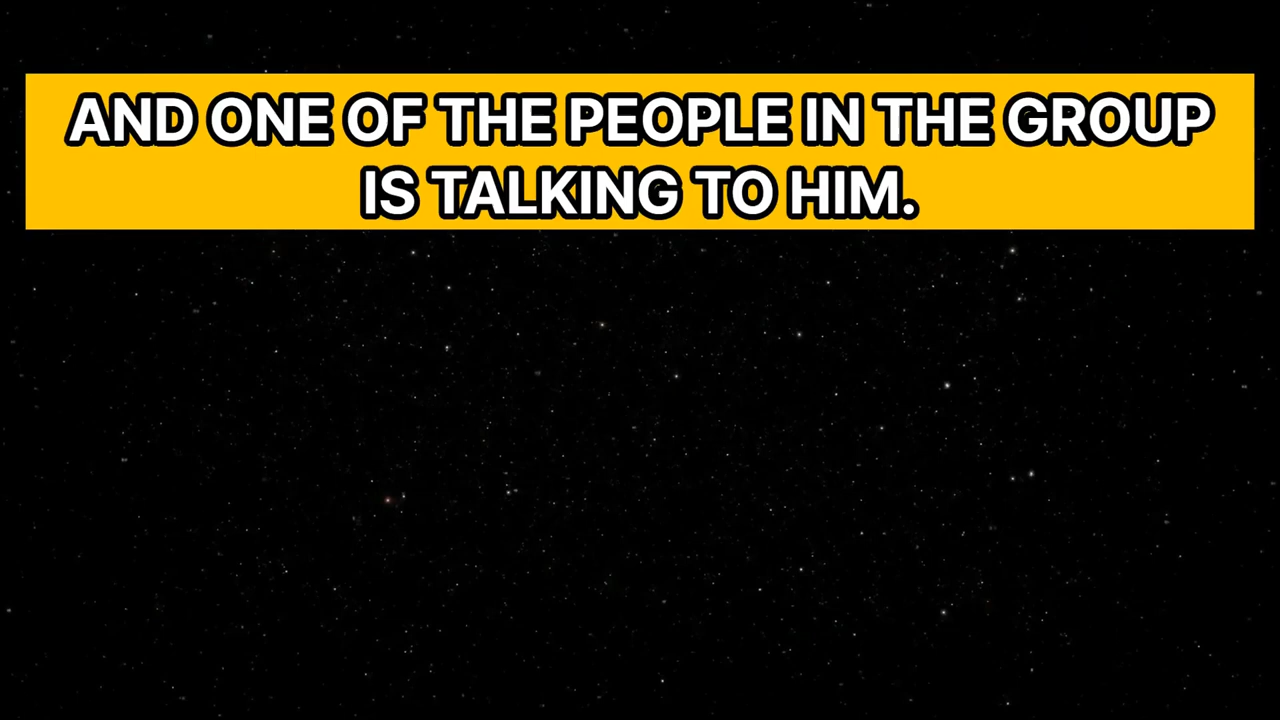 AND ONE OF THE PEOPLE IN THE GROUP
IS TALKING TO HIM.